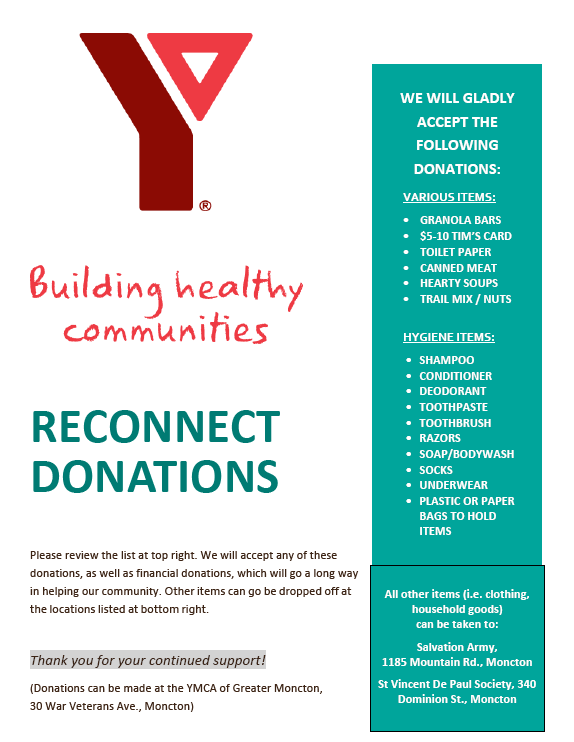 ®
Building healthy
communities
RECONNECT
DONATIONS
Please review the list at top right. We will accept any of these
donations, as well as financial donations, which will go a long way
in helping our community. Other items can go be dropped off at
the locations listed at bottom right.
Thank you for your continued support!
(Donations can be made at the YMCA of Greater Moncton,
30 War Veterans Ave., Moncton)
WE WILL GLADLY
ACCEPT THE
FOLLOWING
DONATIONS:
VARIOUS ITEMS:
• GRANOLA BARS
• $5-10 TIM'S CARD
• TOILET PAPER
• CANNED MEAT
• HEARTY SOUPS
• TRAIL MIX / NUTS
HYGIENE ITEMS:
• SHAMPOO
• CONDITIONER
• DEODORANT
• TOOTHPASTE
• TOOTHBRUSH
• RAZORS
• SOAP/BODYWASH
• SOCKS
• UNDERWEAR
• PLASTIC OR PAPER
BAGS TO HOLD
ITEMS
All other items (i.e. clothing,
household goods)
can be taken to:
Salvation Army,
1185 Mountain Rd., Moncton
St Vincent De Paul Society, 340
Dominion St., Moncton